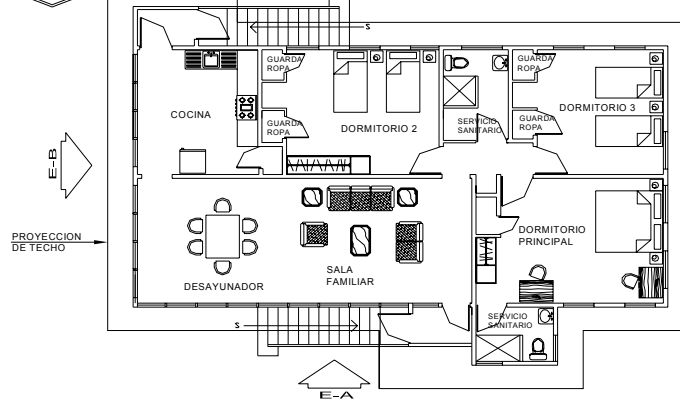 S
GUARDA
ROPA
GUARDA
ROPA
COCINA
GUARDA
ROPA
DORMITORIO 2
SERVICIO
SANITARIO
DORMITORIO 3
GUARDA
ROPA
E-B
PROYECCION
DE TECHO
DORMITORIO
PRINCIPAL
SALA
FAMILIAR
DESAYUNADOR
S
SERVICIO
SANITARIO
E-A